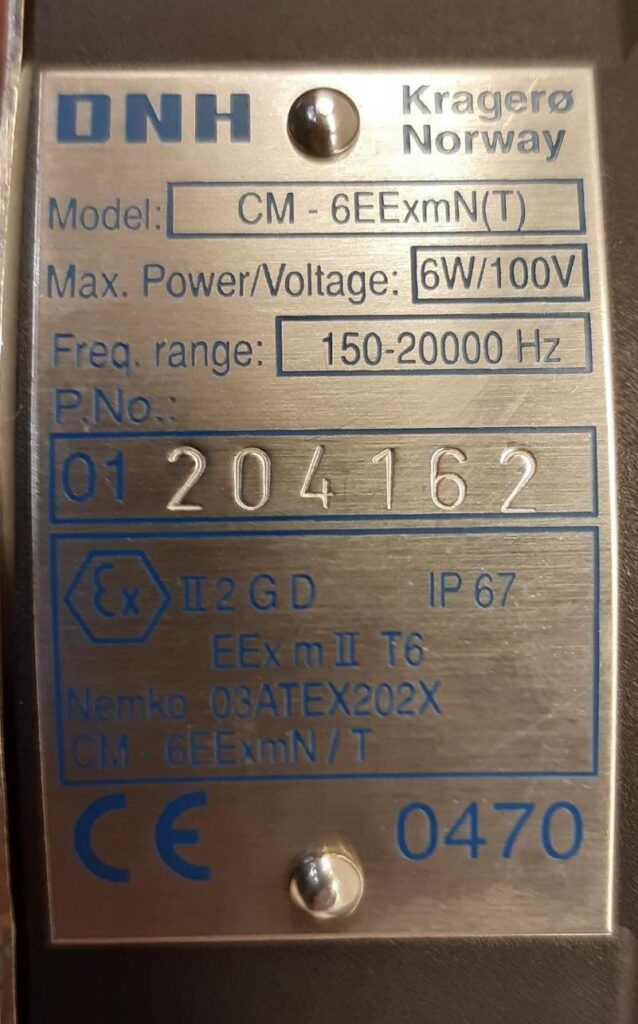 DNH Kragerø
Norway
Model: CM - 6EExmN(T)
Max. Power/Voltage: 6W/100V
Freq. range: 150-20000 Hz
P.No.:
01 204162
Ex II 2 G D IP 67
EEx m II T6
Nemko 03ATEX202X
CM - 6EExmN / T
CE 0470